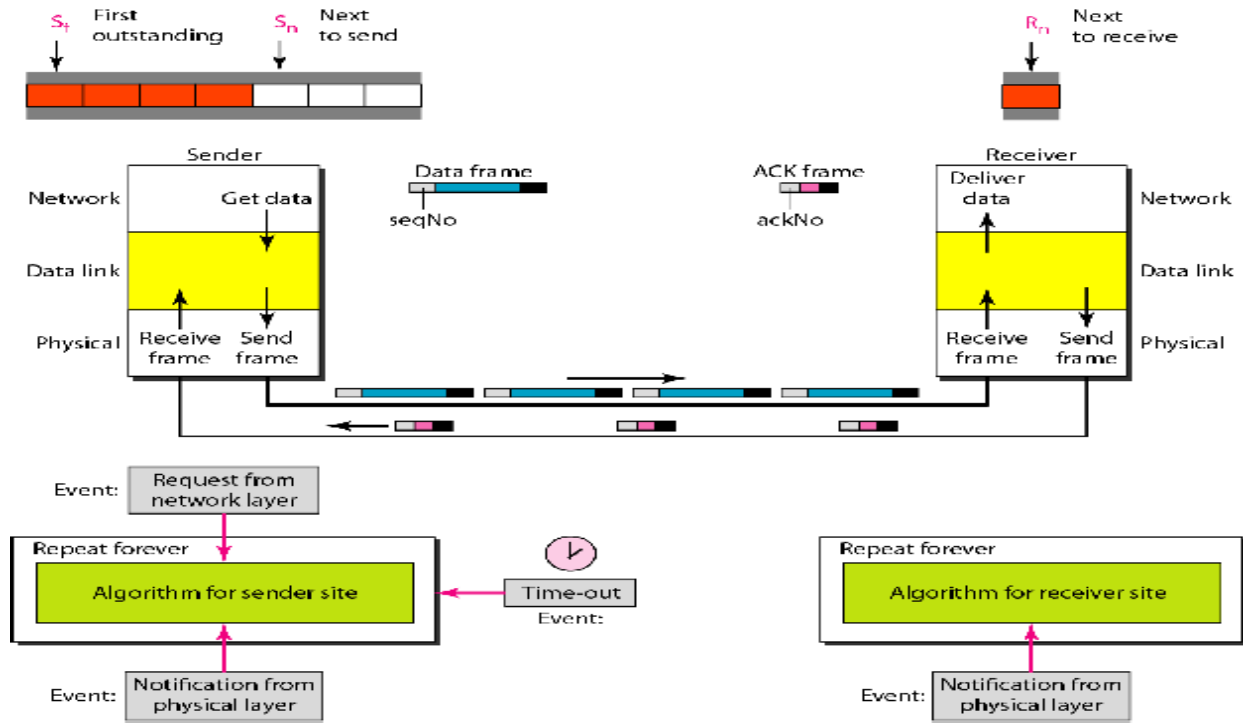 Sf First outstanding
Sn Next to send
Rn Next to receive
Sender
Receiver
Data frame
ACK frame
seqNo
ackNo
Network
Get data
Deliver data
Network
Data link
Data link
Physical
Receive frame
Send frame
Receive frame
Send frame
Physical
Event:
Request from network layer
Repeat forever
Algorithm for sender site
Time-out
Event:
Event:
Notification from physical layer
Repeat forever
Algorithm for receiver site
Event:
Notification from physical layer